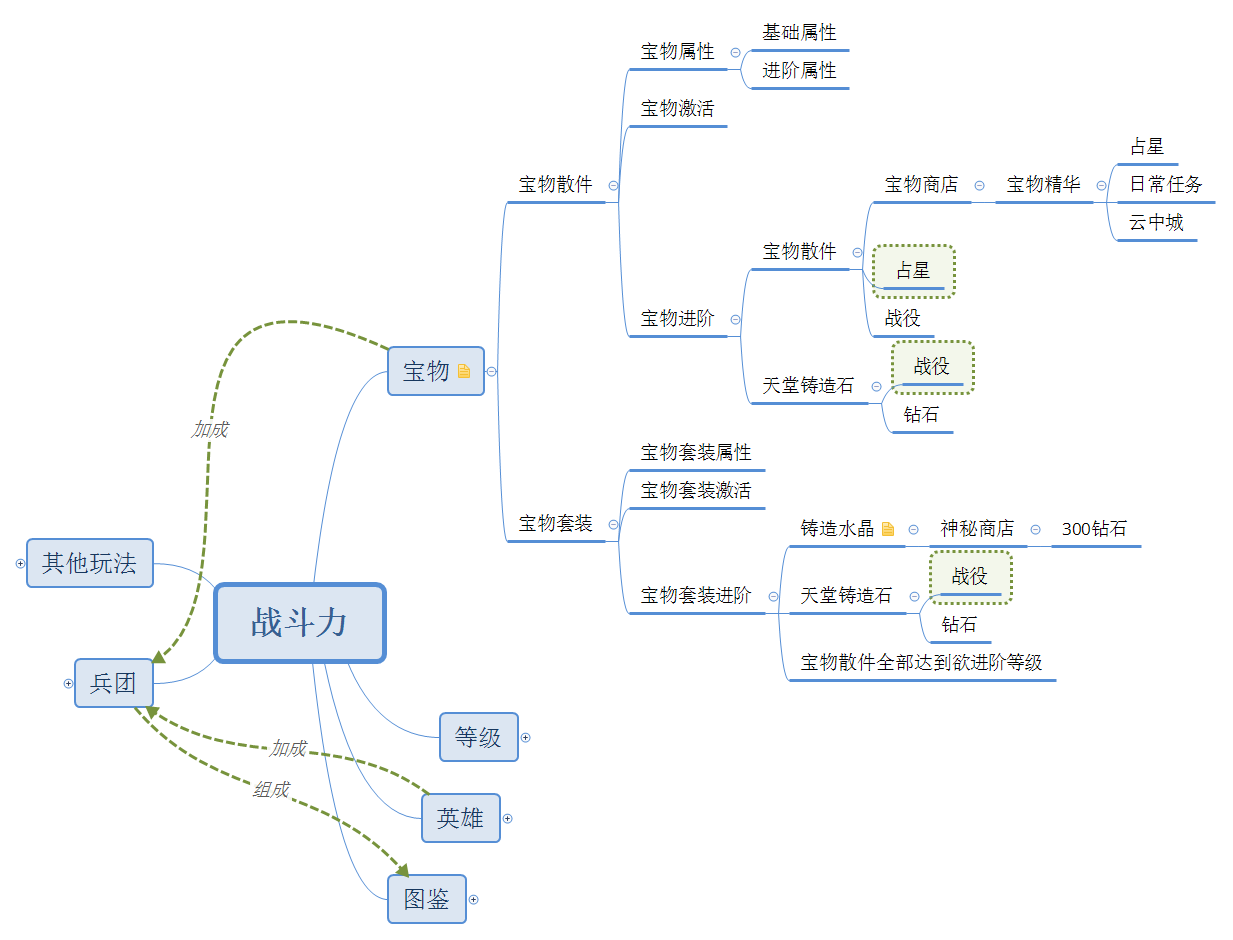 基础属性
宝物属性
进阶属性
宝物激活
占星
宝物散件
宝物商店
宝物精华
日常任务
云中城
宝物散件
占星
宝物进阶
战役
宝物
战役
天堂铸造石
钻石
加成
宝物套装属性
宝物套装激活
宝物套装
铸造水晶
神秘商店
300钻石
其他玩法
战役
宝物套装进阶
天堂铸造石
战斗力
钻石
宝物散件全部达到欲进阶等级
兵团
等级
加成
组成
英雄
图鉴